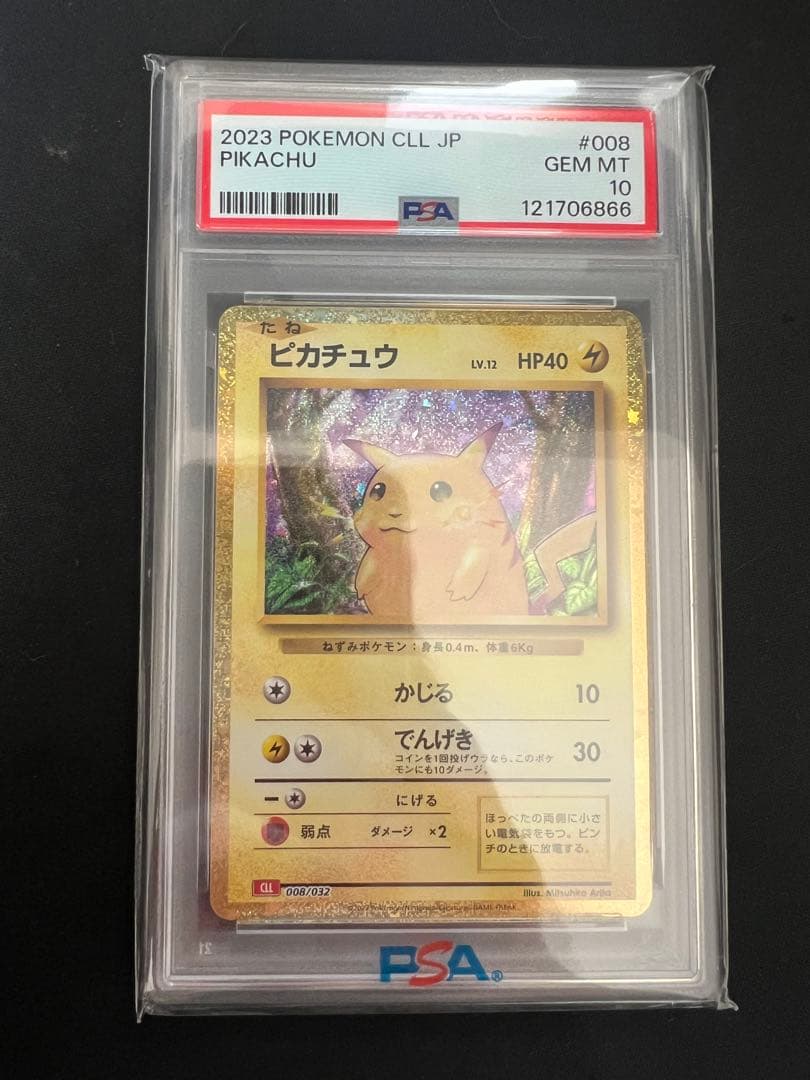 2023 POKEMON CLL JP #008
PIKACHU GEM MT
10
PSA 121706866
たね
ピカチュウ LV.12 HP40
ねずみポケモン：身長0.4m、体重6Kg
かじる 10
でんげき 30
コインを1回投げウラなら、このポケ
モンにも10ダメージ。
にげる
弱点 ダメージ ×2
ほっぺたの両側に小さ
い電気袋をもつ。ピン
チのときに放電する。
CLL 008/032 Illus. Mitsuhiro Arita
PSA®